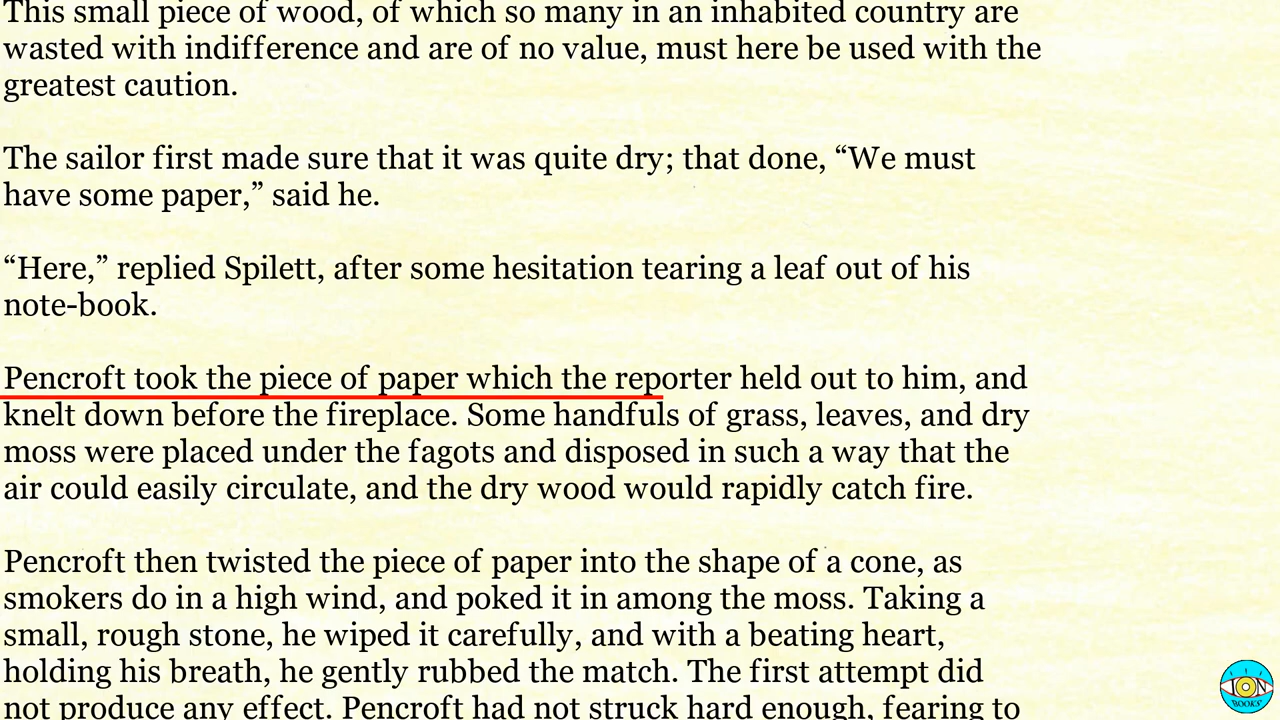 This small piece of wood, of which so many in an inhabited country are
wasted with indifference and are of no value, must here be used with the
greatest caution.
The sailor first made sure that it was quite dry; that done, “We must
have some paper,” said he.
“Here,” replied Spilett, after some hesitation tearing a leaf out of his
note-book.
Pencroft took the piece of paper which the reporter held out to him, and
knelt down before the fireplace. Some handfuls of grass, leaves, and dry
moss were placed under the fagots and disposed in such a way that the
air could easily circulate, and the dry wood would rapidly catch fire.
Pencroft then twisted the piece of paper into the shape of a cone, as
smokers do in a high wind, and poked it in among the moss. Taking a
small, rough stone, he wiped it carefully, and with a beating heart,
holding his breath, he gently rubbed the match. The first attempt did
not produce any effect. Pencroft had not struck hard enough, fearing to
ION
BOOKS